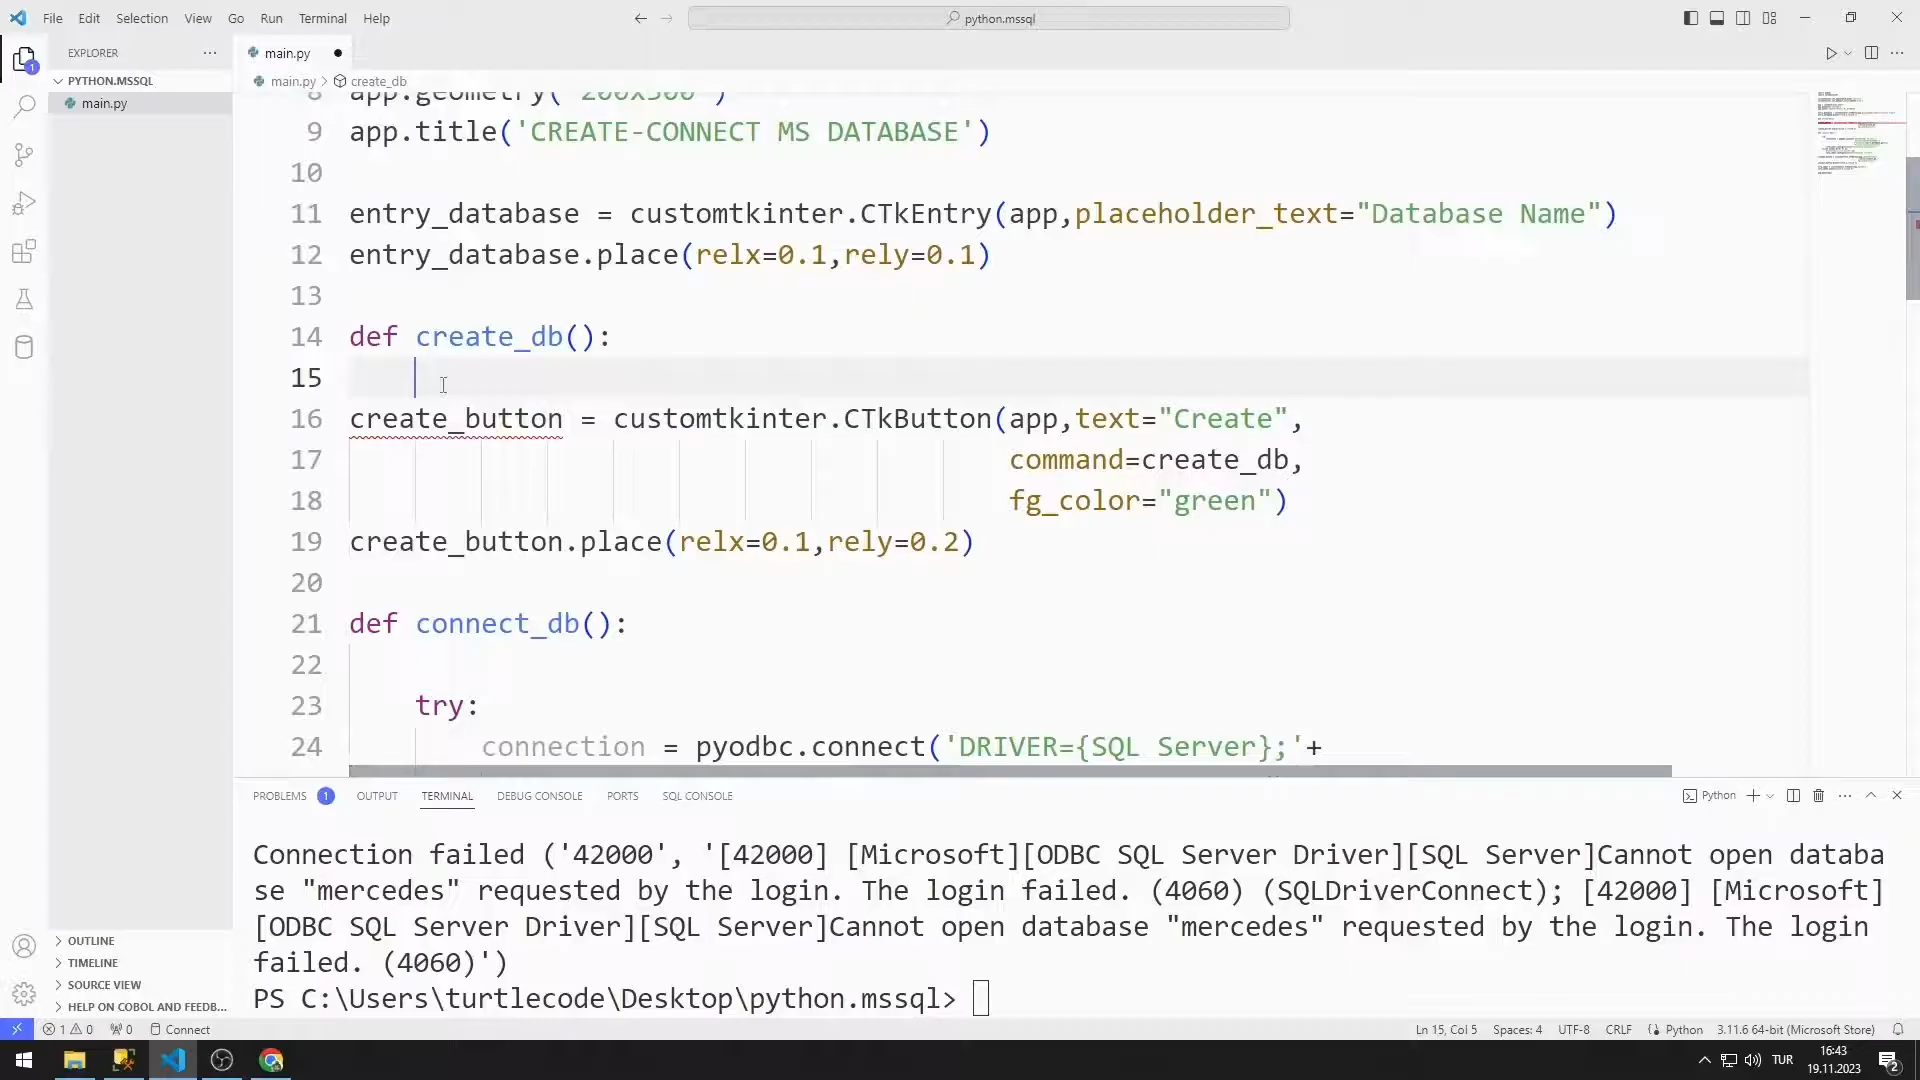 File Edit Selection View Go Run Terminal Help
python.mssql
EXPLORER
main.py
PYTHON.MSSQL
main.py
main.py > create_db
8 app.geometry("200x300")
9 app.title('CREATE-CONNECT MS DATABASE')
10
11 entry_database = customtkinter.CTkEntry(app,placeholder_text="Database Name")
12 entry_database.place(relx=0.1,rely=0.1)
13
14 def create_db():
15
16 create_button = customtkinter.CTkButton(app,text="Create",
17 command=create_db,
18 fg_color="green")
19 create_button.place(relx=0.1,rely=0.2)
20
21 def connect_db():
22
23 try:
24 connection = pyodbc.connect('DRIVER={SQL Server};'+
PROBLEMS 1 OUTPUT TERMINAL DEBUG CONSOLE PORTS SQL CONSOLE
Python
Connection failed ('42000', '[42000] [Microsoft][ODBC SQL Server Driver][SQL Server]Cannot open databa
se "mercedes" requested by the login. The login failed. (4060) (SQLDriverConnect); [42000] [Microsoft]
[ODBC SQL Server Driver][SQL Server]Cannot open database "mercedes" requested by the login. The login
failed. (4060)')
PS C:\Users\turtlecode\Desktop\python.mssql>
OUTLINE
TIMELINE
SOURCE VIEW
HELP ON COBOL AND FEEDB...
1 0 0 Connect
Ln 15, Col 5 Spaces: 4 UTF-8 CRLF Python 3.11.6 64-bit (Microsoft Store)
TUR
16:43
19.11.2023
2